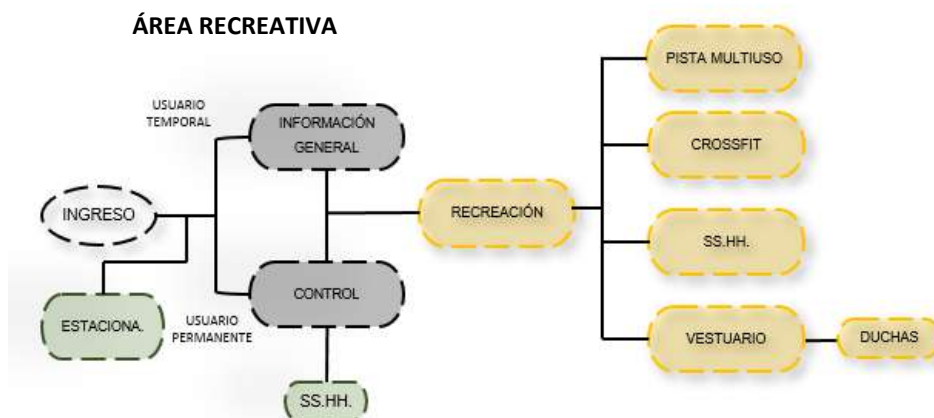 ÁREA RECREATIVA
PISTA MULTIUSO
USUARIO
TEMPORAL
INFORMACIÓN
GENERAL
CROSSFIT
INGRESO
RECREACIÓN
SS.HH.
CONTROL
ESTACIONA.
USUARIO
PERMANENTE
VESTUARIO
DUCHAS
SS.HH.